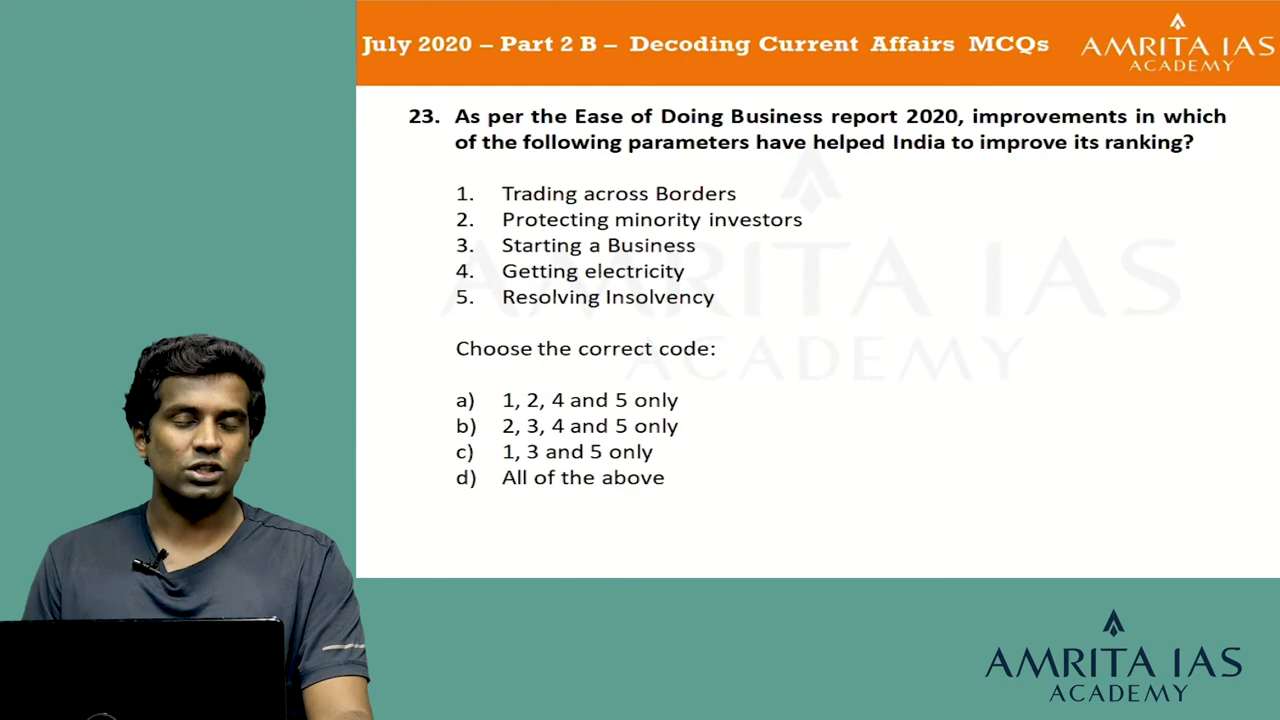 July 2020 – Part 2 B – Decoding Current Affairs MCQs
AMRITA IAS
ACADEMY
23. As per the Ease of Doing Business report 2020, improvements in which
of the following parameters have helped India to improve its ranking?
1. Trading across Borders
2. Protecting minority investors
3. Starting a Business
4. Getting electricity
5. Resolving Insolvency
AMRITA IAS
ACADEMY
Choose the correct code:
a) 1, 2, 4 and 5 only
b) 2, 3, 4 and 5 only
c) 1, 3 and 5 only
d) All of the above
AMRITA IAS
ACADEMY